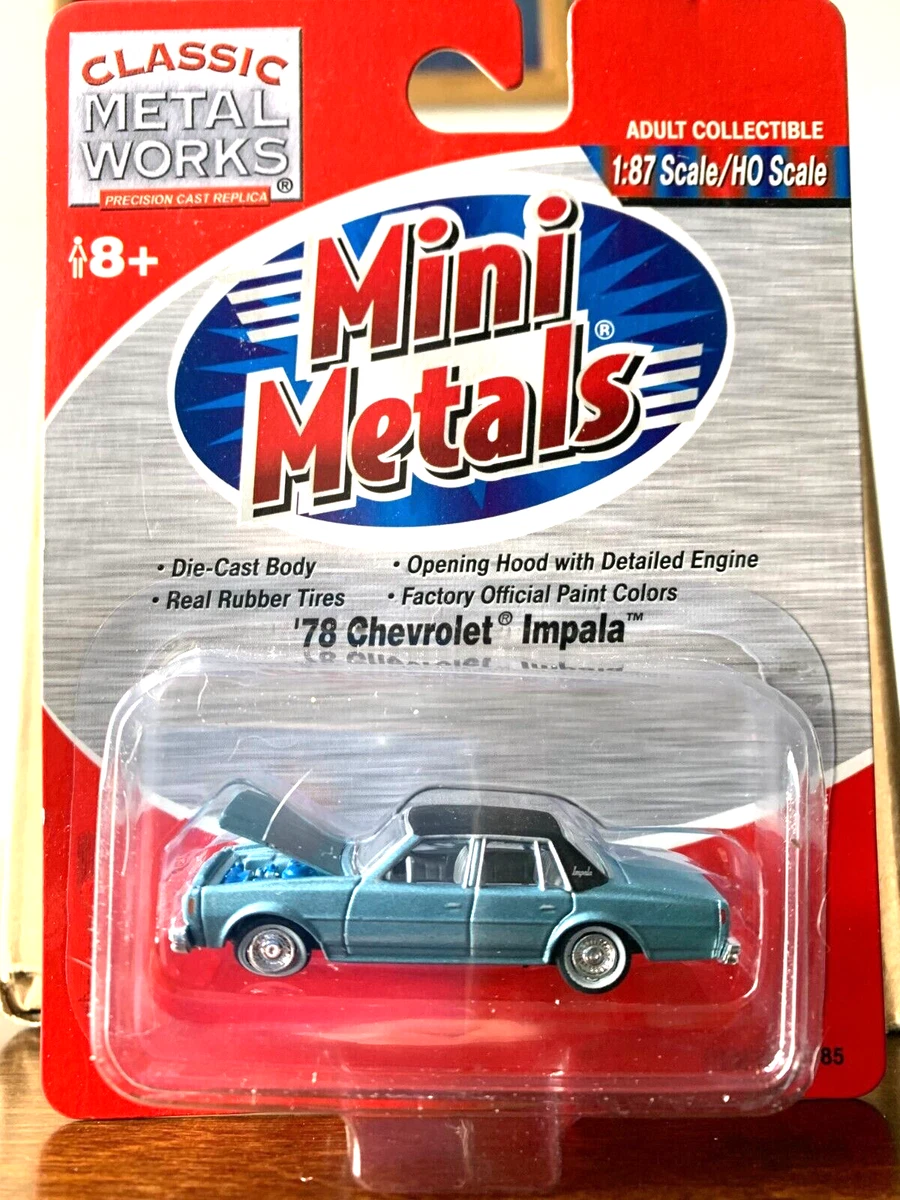 CLASSIC
METAL
WORKS®
PRECISION CAST REPLICA
8+
ADULT COLLECTIBLE
1:87 Scale/HO Scale
Mini
Metals®
• Die-Cast Body
• Opening Hood with Detailed Engine
• Real Rubber Tires
• Factory Official Paint Colors
'78 Chevrolet® Impala™
Impala